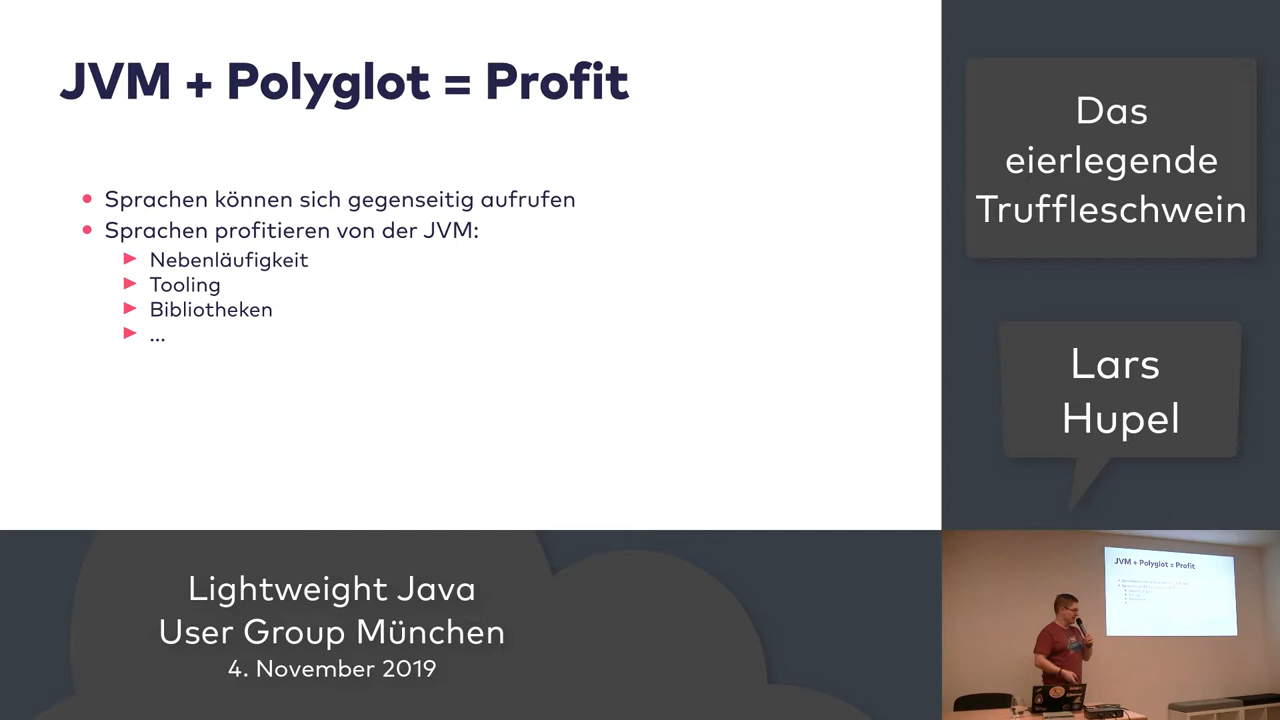 JVM + Polyglot = Profit
Sprachen können sich gegenseitig aufrufen
Sprachen profitieren von der JVM:
Nebenläufigkeit
Tooling
Bibliotheken
...
Das
eierlegende
Truffleschwein
Lars
Hupel
Lightweight Java
User Group München
4. November 2019
JVM + Polyglot = Profit